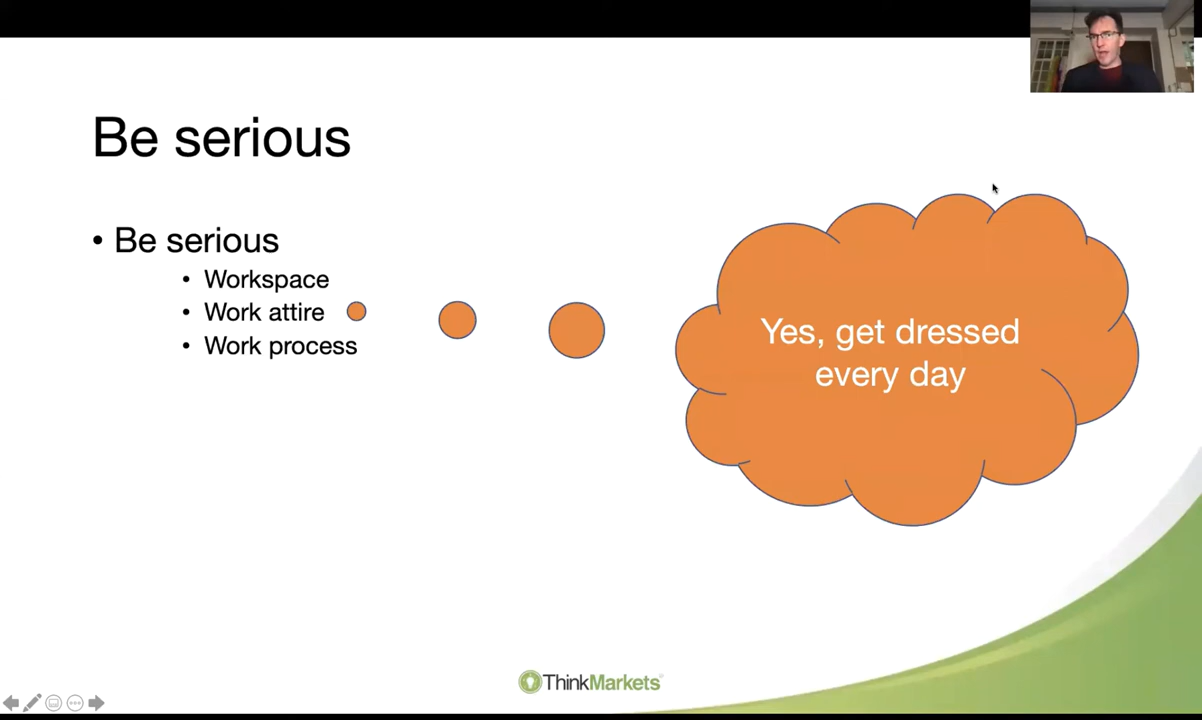 Be serious
• Be serious
• Workspace
• Work attire
• Work process
Yes, get dressed
every day
ThinkMarkets